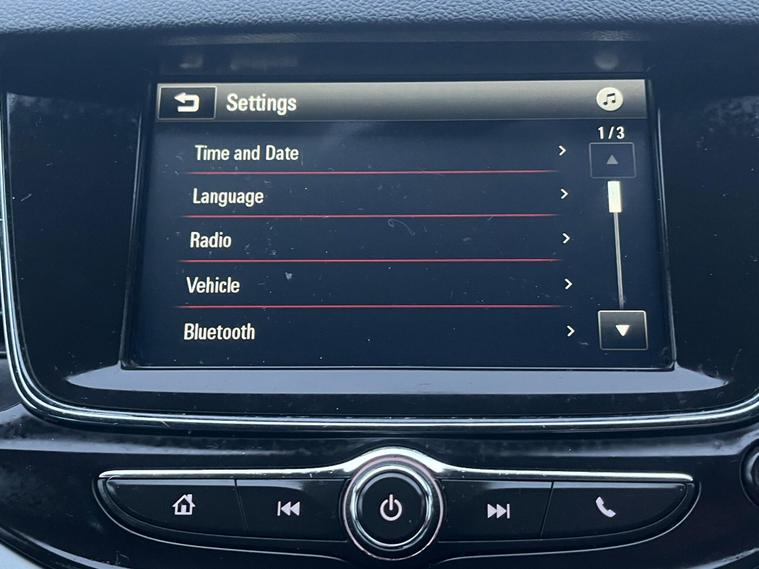 Settings
1/3
Time and Date
Language
Radio
Vehicle
Bluetooth